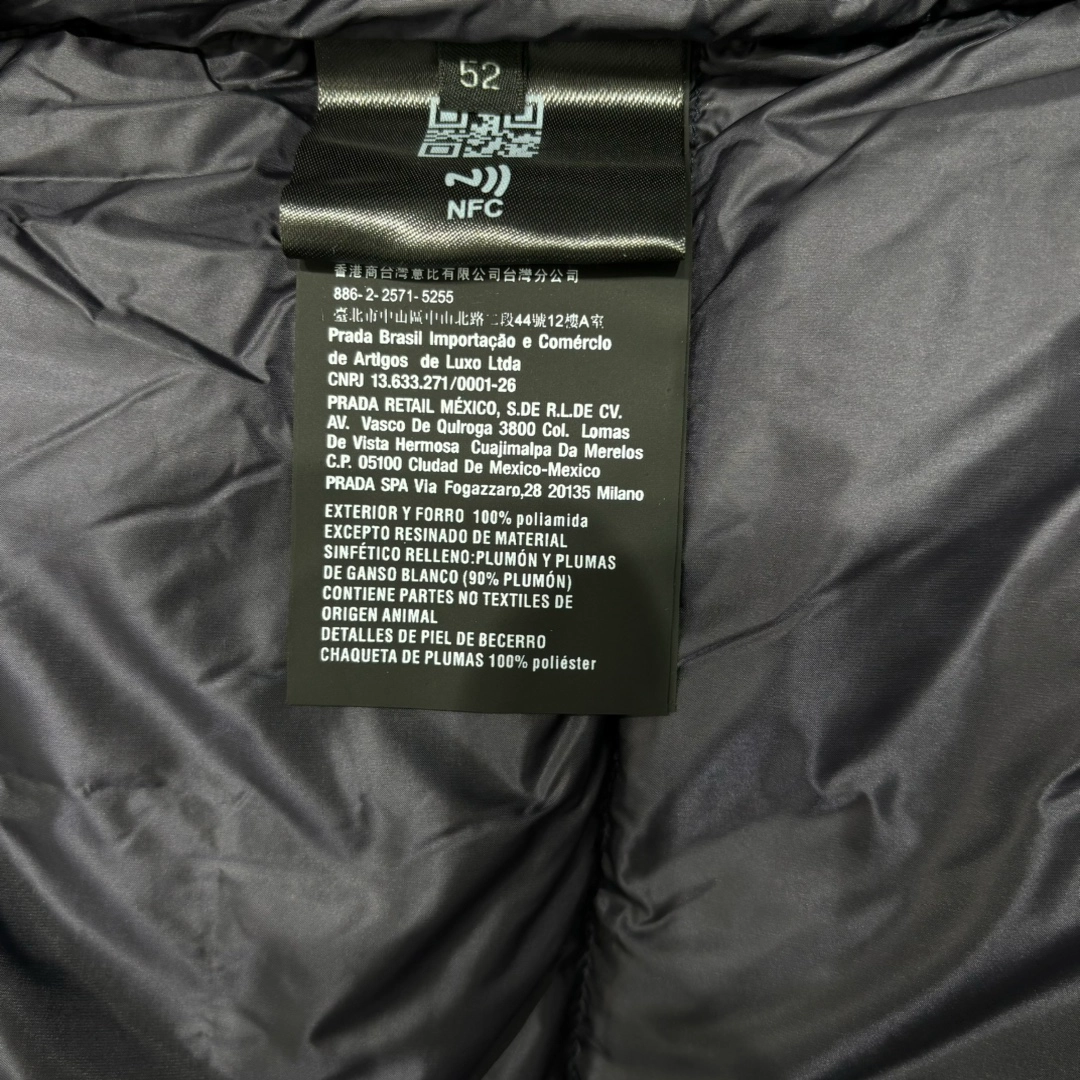 52
NFC
香港商台灣意比有限公司台灣分公司
886-2-2571-5255
臺北市中山區中山北路二段44號12樓A室
Prada Brasil Importação e Comérclo
de Artlgos de Luxo Ltda
CNPJ 13.633.271/0001-26
PRADA RETAIL MÉXICO, S.DE R.L.DE CV.
AV. Vasco De Qulroga 3800 Col. Lomas
De Vista Hermosa Cuajimalpa Da Merelos
C.P. 05100 Cludad De Mexico-Mexico
PRADA SPA Via Fogazzaro,28 20135 Milano
EXTERIOR Y FORRO 100% poliamida
EXCEPTO RESINADO DE MATERIAL
SINFÉTICO RELLENO:PLUMÓN Y PLUMAS
DE GANSO BLANCO (90% PLUMÓN)
CONTIENE PARTES NO TEXTILES DE
ORIGEN ANIMAL
DETALLES DE PIEL DE BECERRO
CHAQUETA DE PLUMAS 100% poliéster